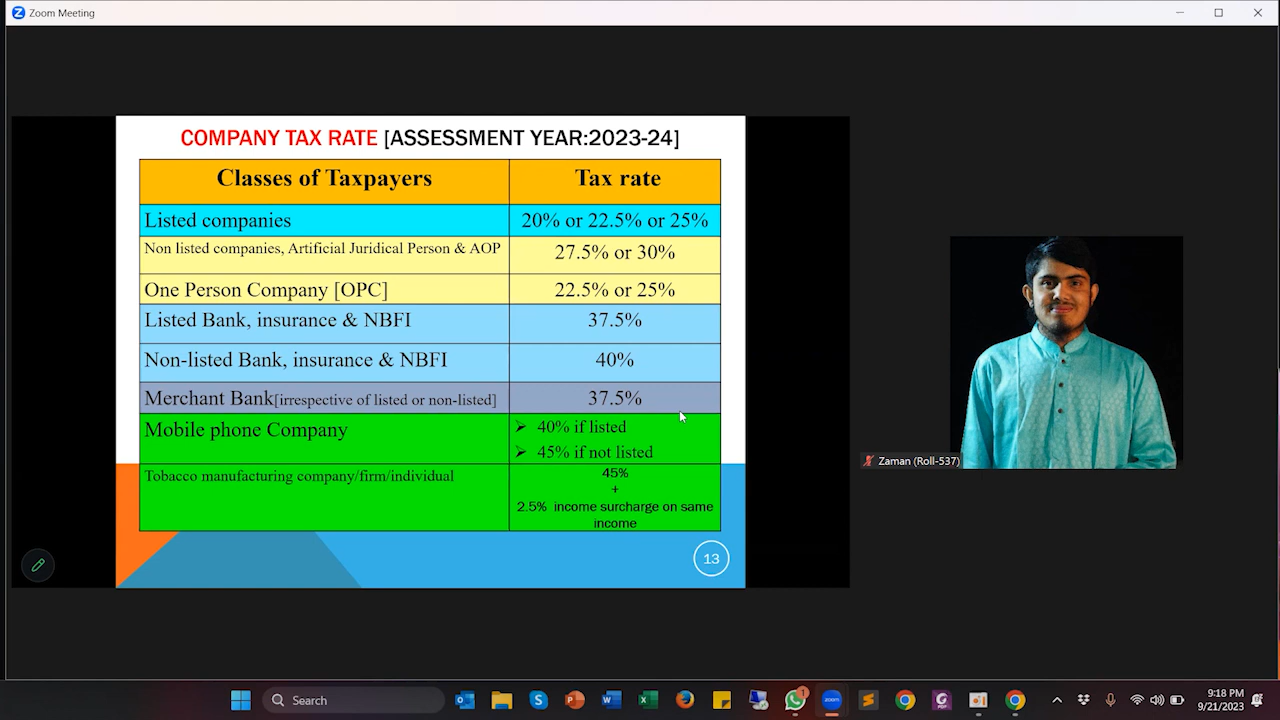 Zoom Meeting
COMPANY TAX RATE [ASSESSMENT YEAR:2023-24]
Classes of Taxpayers Tax rate
Listed companies 20% or 22.5% or 25%
Non listed companies, Artificial Juridical Person & AOP 27.5% or 30%
One Person Company [OPC] 22.5% or 25%
Listed Bank, insurance & NBFI 37.5%
Non-listed Bank, insurance & NBFI 40%
Merchant Bank[irrespective of listed or non-listed] 37.5%
Mobile phone Company
➢ 40% if listed
➢ 45% if not listed
Tobacco manufacturing company/firm/individual
45%
+
2.5% income surcharge on same
income
13
Zaman (Roll-537)
Search
zoom
1
9:18 PM
9/21/2023